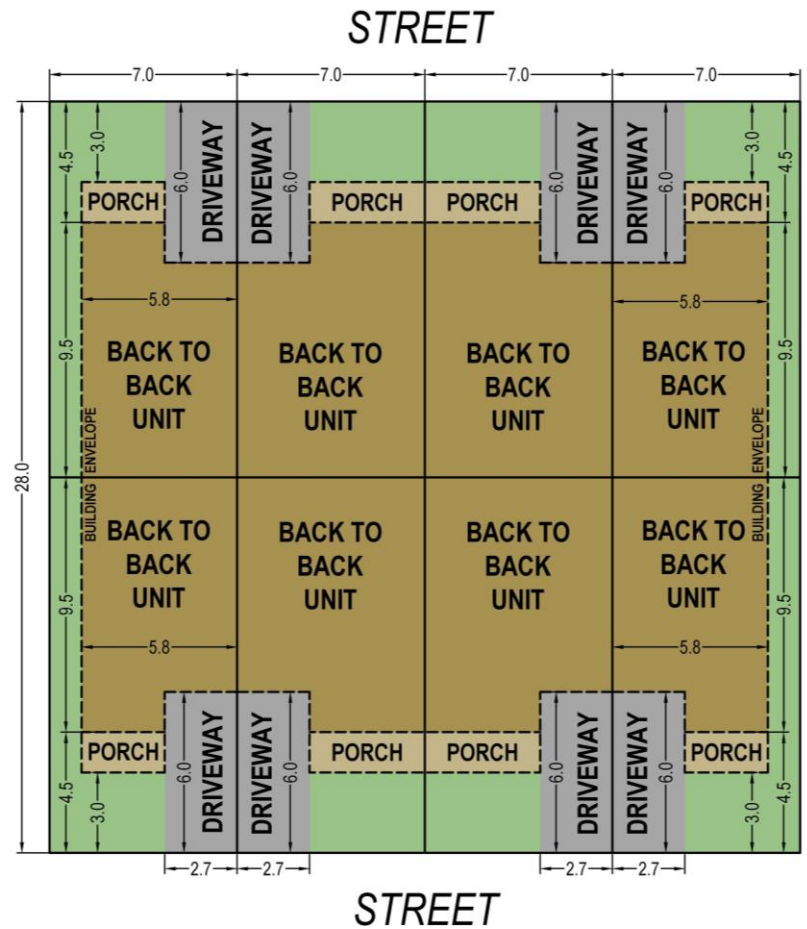 STREET
7.0 7.0 7.0 7.0
4.5 3.0 6.0 DRIVEWAY DRIVEWAY 6.0 6.0 DRIVEWAY DRIVEWAY 6.0 3.0 4.5
PORCH PORCH PORCH PORCH
5.8 5.8
9.5 9.5
BACK TO BACK TO BACK TO BACK TO
BACK BACK BACK BACK
UNIT UNIT UNIT UNIT
BUILDING ENVELOPE BUILDING ENVELOPE
28.0
BACK TO BACK TO BACK TO BACK TO
BACK BACK BACK BACK
UNIT UNIT UNIT UNIT
9.5 9.5
5.8 5.8
PORCH PORCH PORCH PORCH
4.5 3.0 DRIVEWAY DRIVEWAY 6.0 6.0 DRIVEWAY DRIVEWAY 6.0 3.0 4.5
2.7 2.7 2.7 2.7
STREET